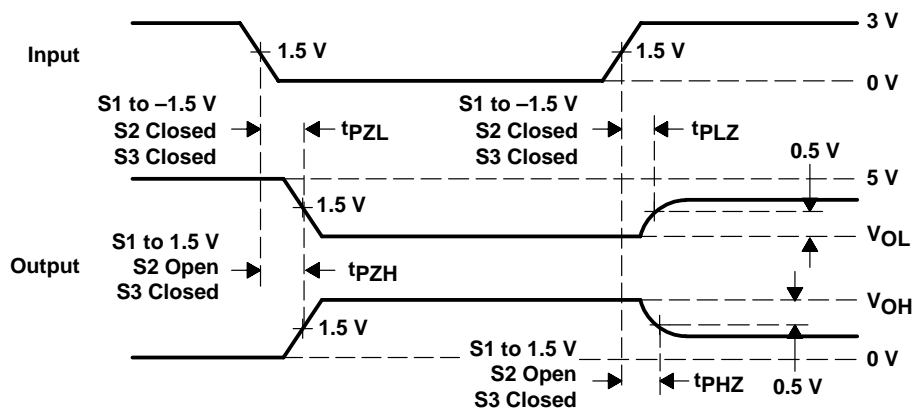 3 V
Input
1.5 V
1.5 V
0 V
S1 to –1.5 V
S2 Closed
S3 Closed
tPZL
S1 to –1.5 V
S2 Closed
S3 Closed
tPLZ
0.5 V
5 V
1.5 V
VOL
Output
S1 to 1.5 V
S2 Open
S3 Closed
tPZH
VOH
1.5 V
S1 to 1.5 V
S2 Open
S3 Closed
tPHZ
0.5 V
0 V